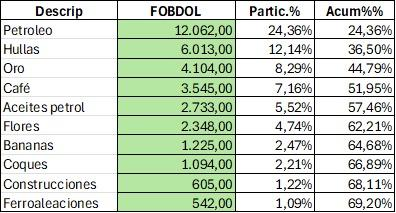 Descrip FOBDOL Partic.% Acum%%
Petroleo 12.062,00 24,36% 24,36%
Hullas 6.013,00 12,14% 36,50%
Oro 4.104,00 8,29% 44,79%
Café 3.545,00 7,16% 51,95%
Aceites petrol 2.733,00 5,52% 57,46%
Flores 2.348,00 4,74% 62,21%
Bananas 1.225,00 2,47% 64,68%
Coques 1.094,00 2,21% 66,89%
Construcciones 605,00 1,22% 68,11%
Ferroaleaciones 542,00 1,09% 69,20%